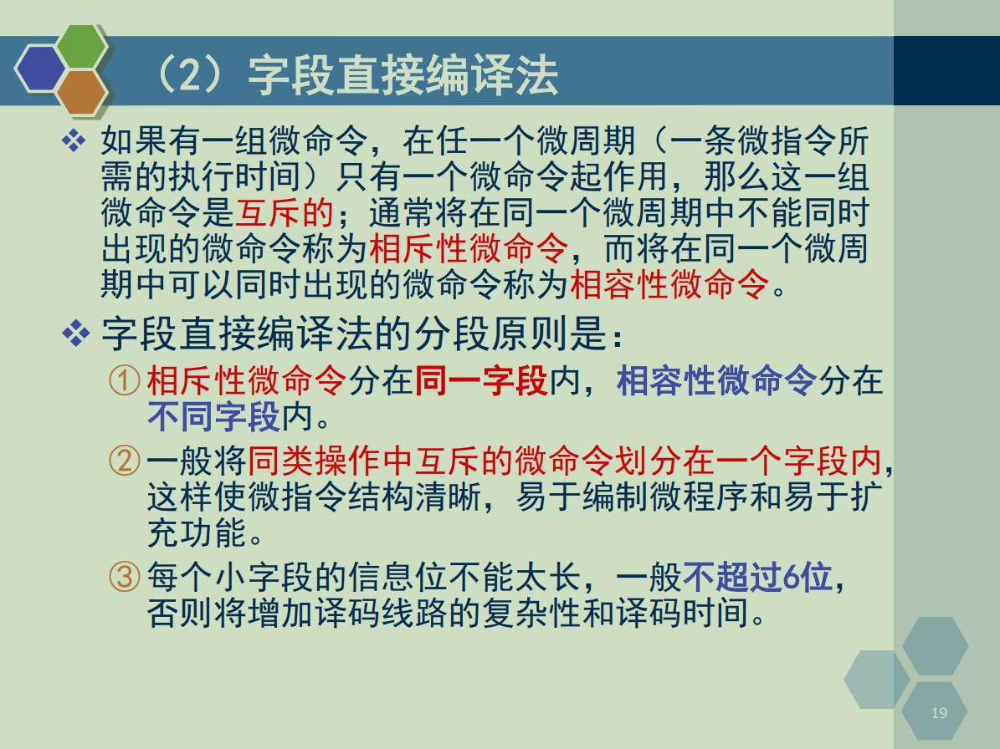 （2）字段直接编译法
如果有一组微命令，在任一个微周期（一条微指令所
需的执行时间）只有一个微命令起作用，那么这一组
微命令是互斥的；通常将在同一个微周期中不能同时
出现的微命令称为相斥性微命令，而将在同一个微周
期中可以同时出现的微命令称为相容性微命令。
字段直接编译法的分段原则是：
①相斥性微命令分在同一字段内，相容性微命令分在
不同字段内。
②一般将同类操作中互斥的微命令划分在一个字段内，
这样使微指令结构清晰，易于编制微程序和易于扩
充功能。
③每个小字段的信息位不能太长，一般不超过6位，
否则将增加译码线路的复杂性和译码时间。
19